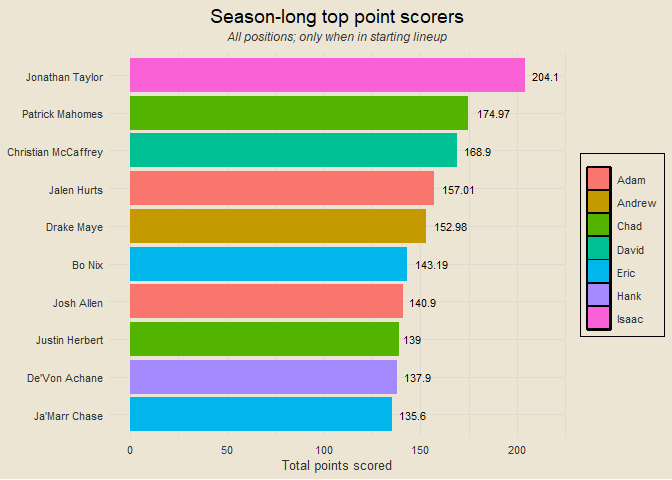 Season-long top point scorers
All positions; only when in starting lineup
Jonathan Taylor 204.1
Patrick Mahomes 174.97
Christian McCaffrey 168.9
Jalen Hurts 157.01
Drake Maye 152.98
Bo Nix 143.19
Josh Allen 140.9
Justin Herbert 139
De'Von Achane 137.9
Ja'Marr Chase 135.6
0 50 100 150 200
Total points scored
Adam
Andrew
Chad
David
Eric
Hank
Isaac